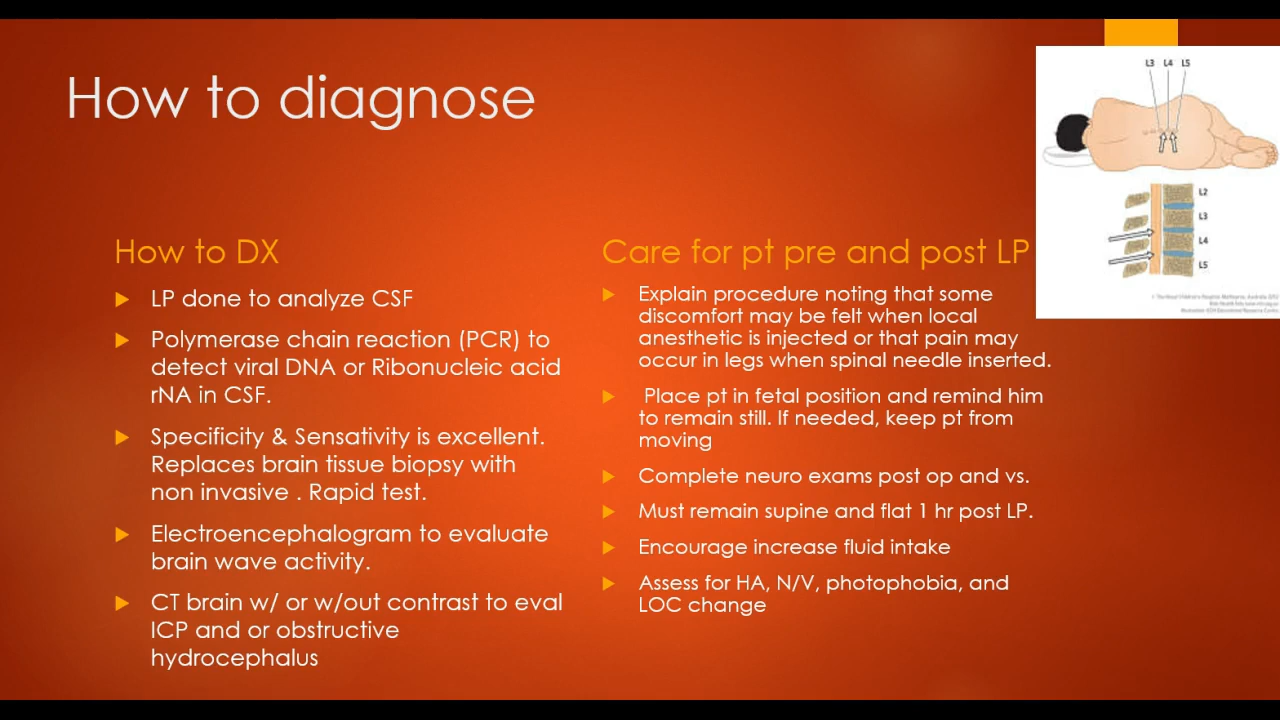 How to diagnose
How to DX
LP done to analyze CSF
Polymerase chain reaction (PCR) to
detect viral DNA or Ribonucleic acid
rNA in CSF.
Specificity & Sensativity is excellent.
Replaces brain tissue biopsy with
non invasive . Rapid test.
Electroencephalogram to evaluate
brain wave activity.
CT brain w/ or w/out contrast to eval
ICP and or obstructive
hydrocephalus
Care for pt pre and post LP
Explain procedure noting that some
discomfort may be felt when local
anesthetic is injected or that pain may
occur in legs when spinal needle inserted.
Place pt in fetal position and remind him
to remain still. If needed, keep pt from
moving
Complete neuro exams post op and vs.
Must remain supine and flat 1 hr post LP.
Encourage increase fluid intake
Assess for HA, N/V, photophobia, and
LOC change
L3 L4 L5
L2
L3
L4
L5